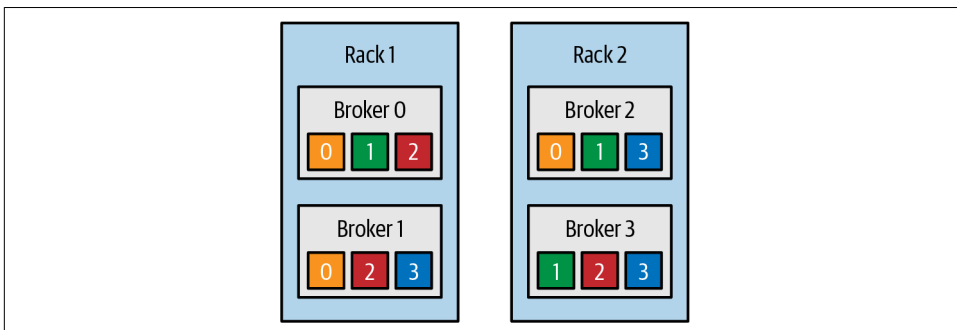 Rack 1
Broker 0
0 1 2
Broker 1
0 2 3
Rack 2
Broker 2
0 1 3
Broker 3
1 2 3